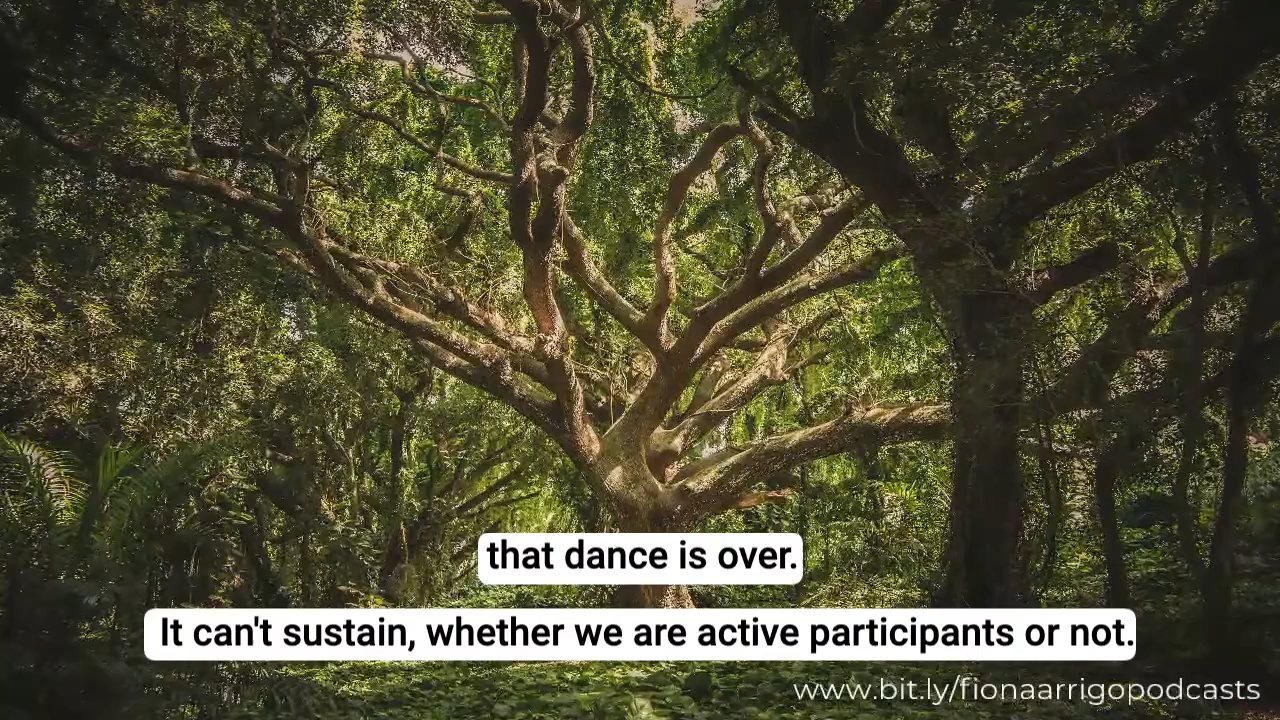 that dance is over.
It can't sustain, whether we are active participants or not.
www.bit.ly/fionaarrigopodcasts